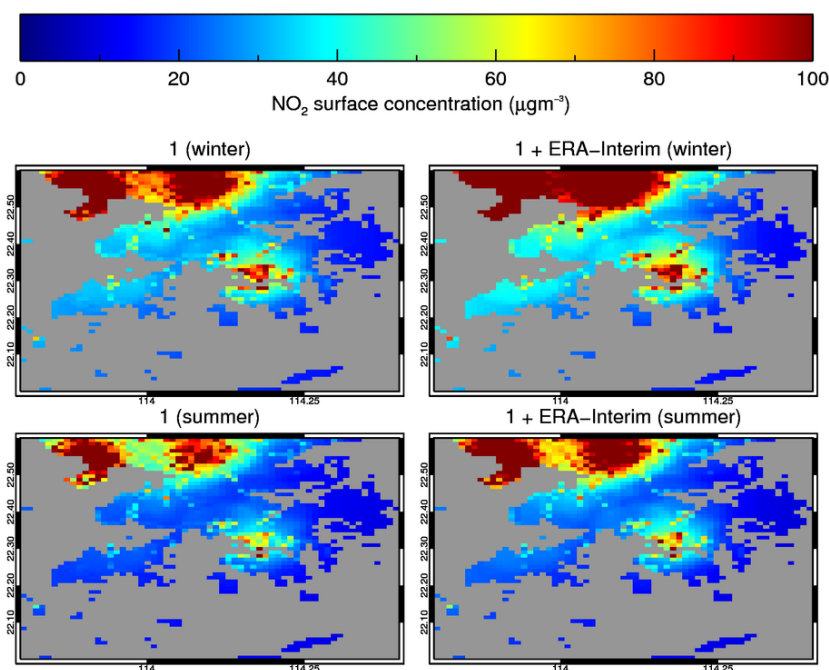 0 20 40 60 80 100
NO₂ surface concentration (μgm⁻³)
1 (winter) 1 + ERA−Interim (winter)
22.50 22.50
22.40 22.40
22.30 22.30
22.20 22.20
22.10 22.10
114 114.25 114 114.25
1 (summer) 1 + ERA−Interim (summer)
22.50 22.50
22.40 22.40
22.30 22.30
22.20 22.20
22.10 22.10
114 114.25 114 114.25